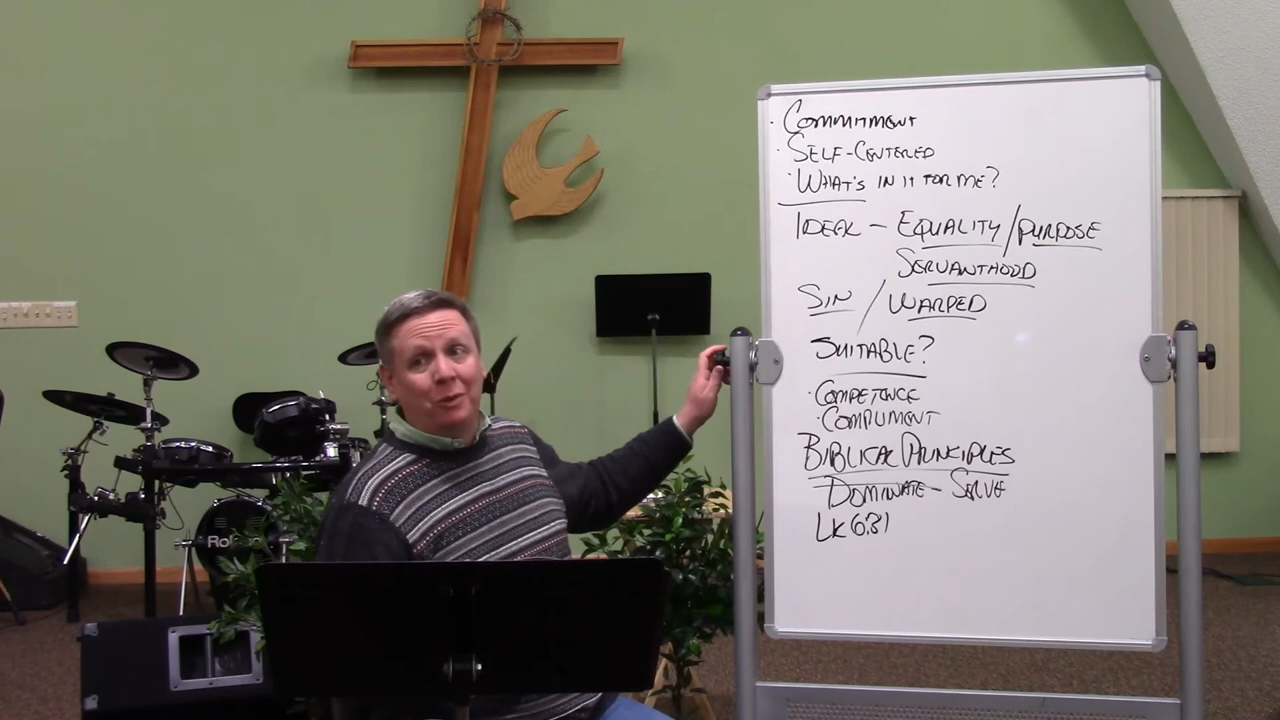 · COMMITMENT
· SELF-CENTERED
· WHAT'S IN IT FOR ME?
IDEAL – EQUALITY/PURPOSE
SERVANTHOOD
SIN / WARPED
SUITABLE?
· COMPETENCE
· COMPLIMENT
BIBLICAL PRINCIPLES
DOMINATE – SERVE
LK 6:31
Rol